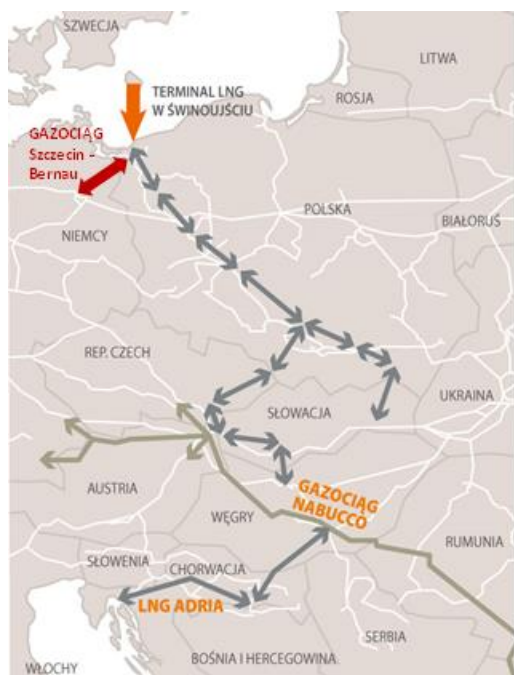 SZWECJA
LITWA
TERMINAL LNG
W ŚWINOUJŚCIU
ROSJA
GAZOCIĄG
Szczecin –
Bernau
POLSKA
BIAŁORUŚ
NIEMCY
REP. CZECH
UKRAINA
SŁOWACJA
AUSTRIA
GAZOCIĄG
NABUCCO
WĘGRY
RUMUNIA
SŁOWENIA
CHORWACJA
LNG ADRIA
SERBIA
BOŚNIA I HERCEGOWINA
WŁOCHY